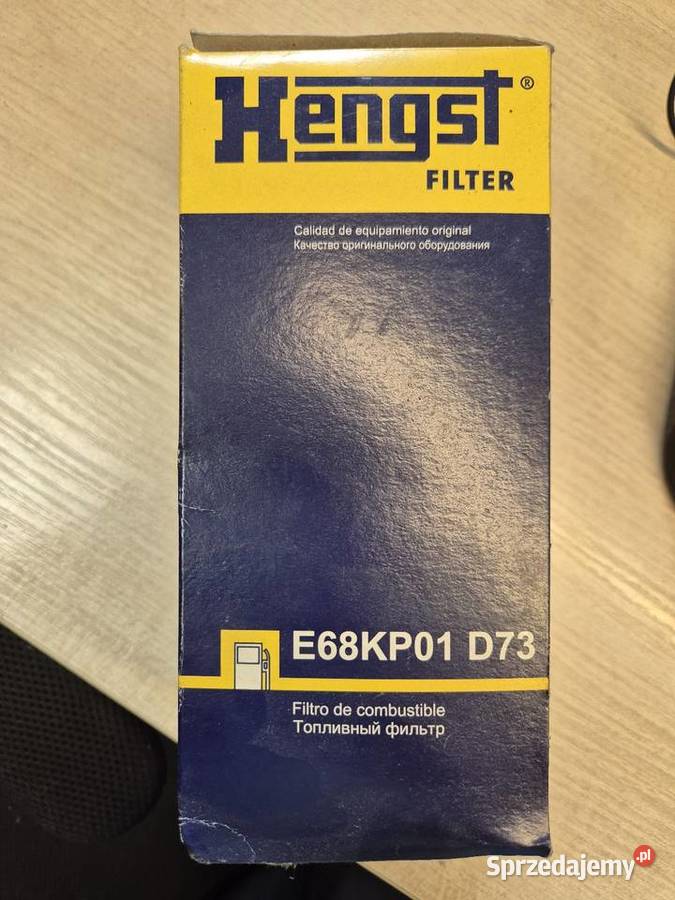 Hengst®
FILTER
Calidad de equipamiento original
Качество оригинального оборудования
E68KP01 D73
Filtro de combustible
Топливный фильтр
Sprzedajemy.pl